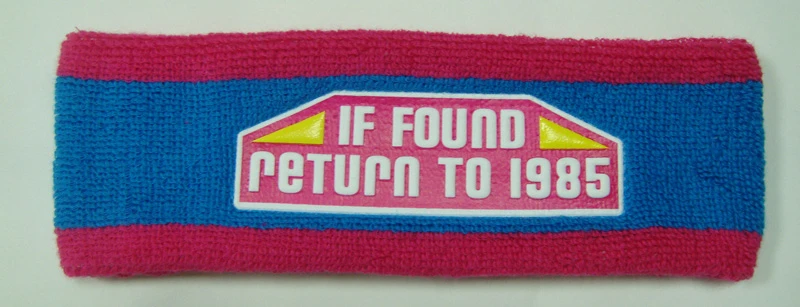 IF FOUND
RETURN TO 1985